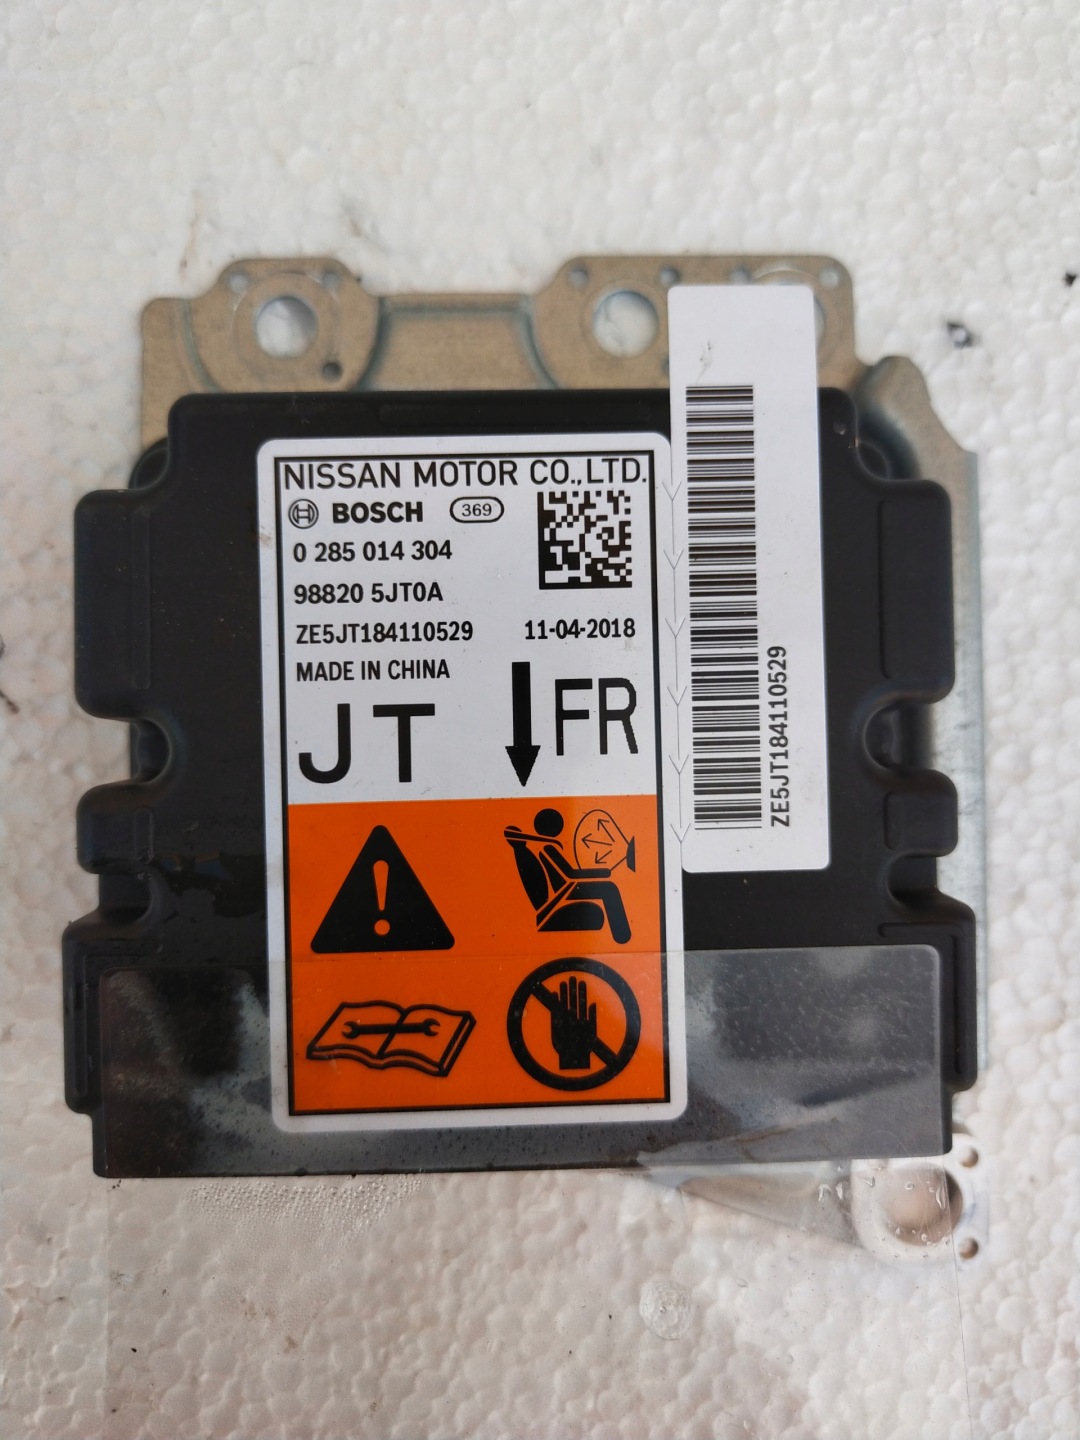 NISSAN MOTOR CO.,LTD.
BOSCH 369
0 285 014 304
98820 5JT0A
ZE5JT184110529 11-04-2018
MADE IN CHINA
JT FR
ZE5JT184110529